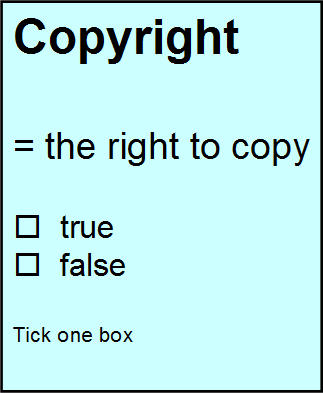 Copyright
= the right to copy
☐ true
☐ false
Tick one box